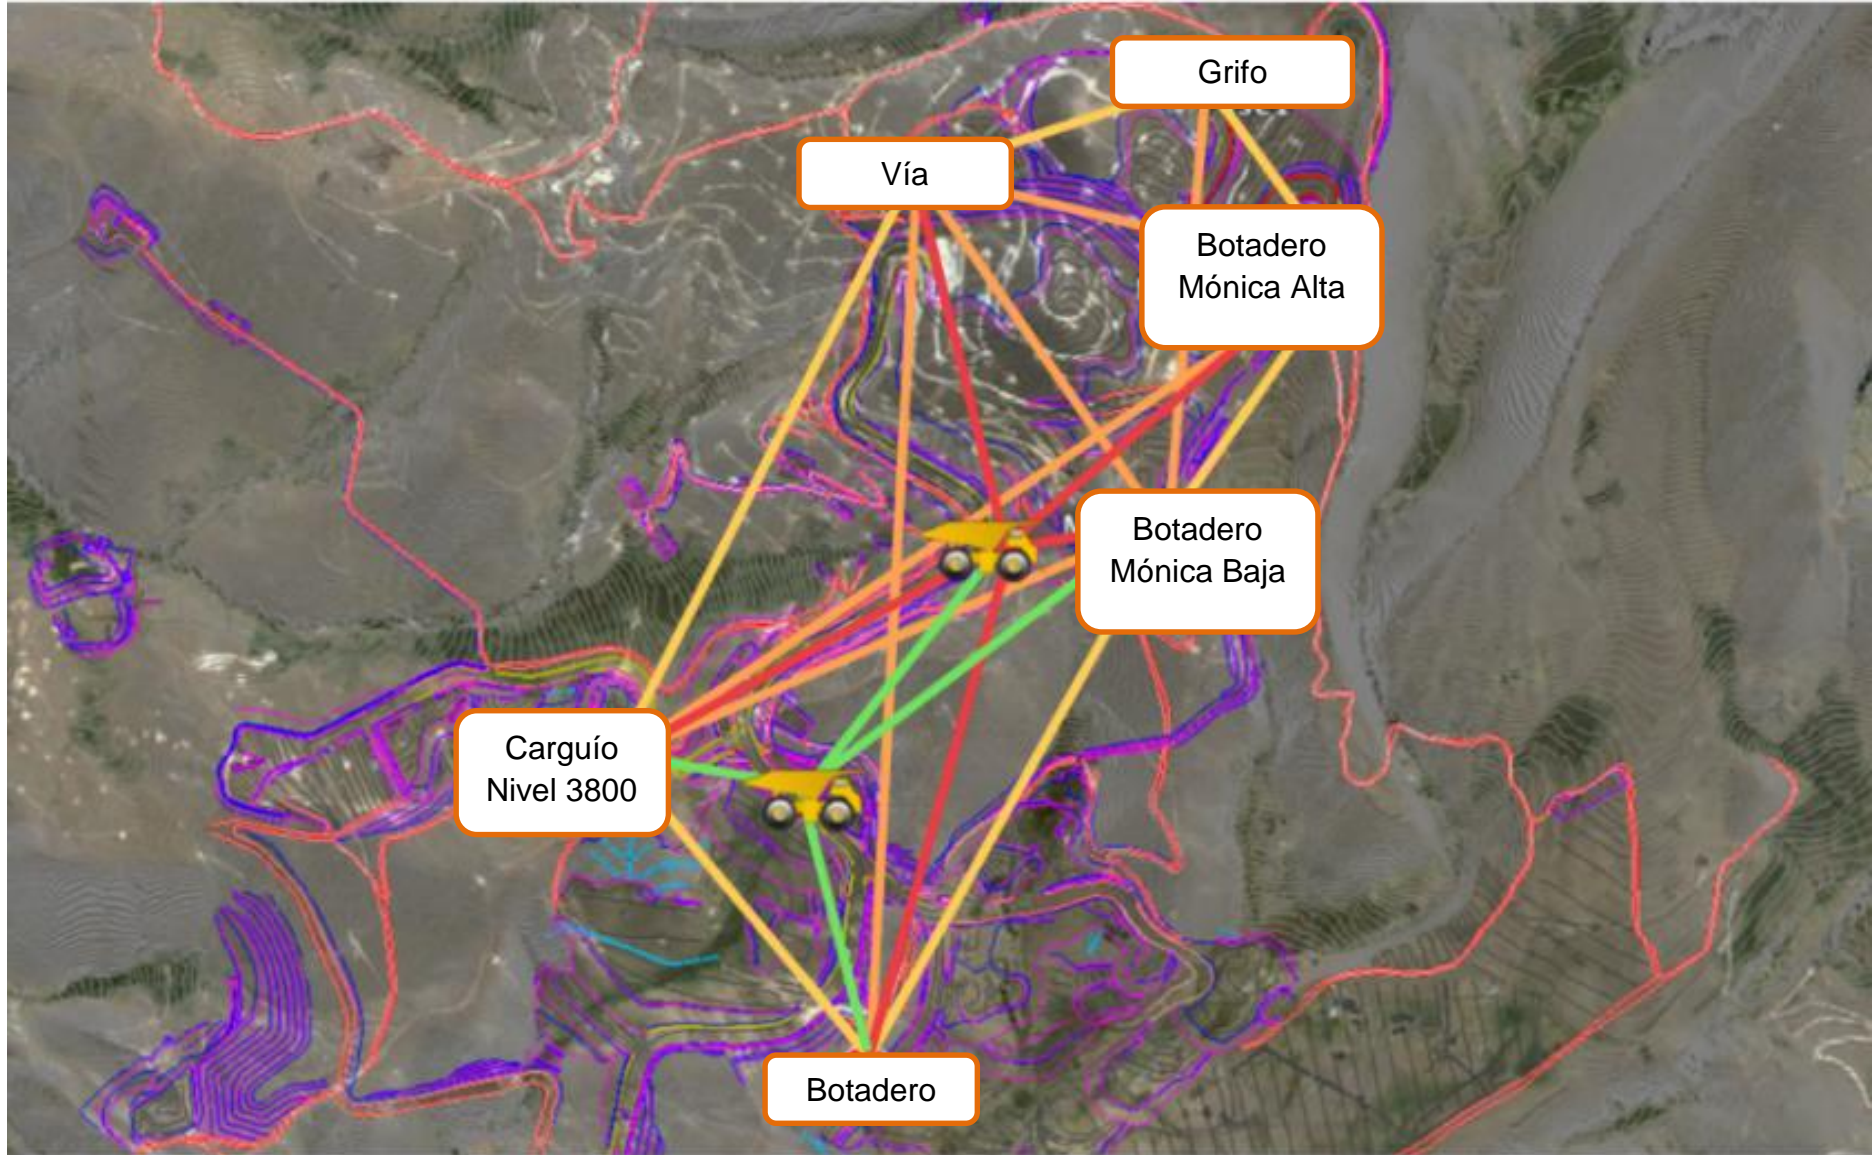 Grifo
Vía
Botadero
Mónica Alta
Botadero
Mónica Baja
Carguío
Nivel 3800
Botadero